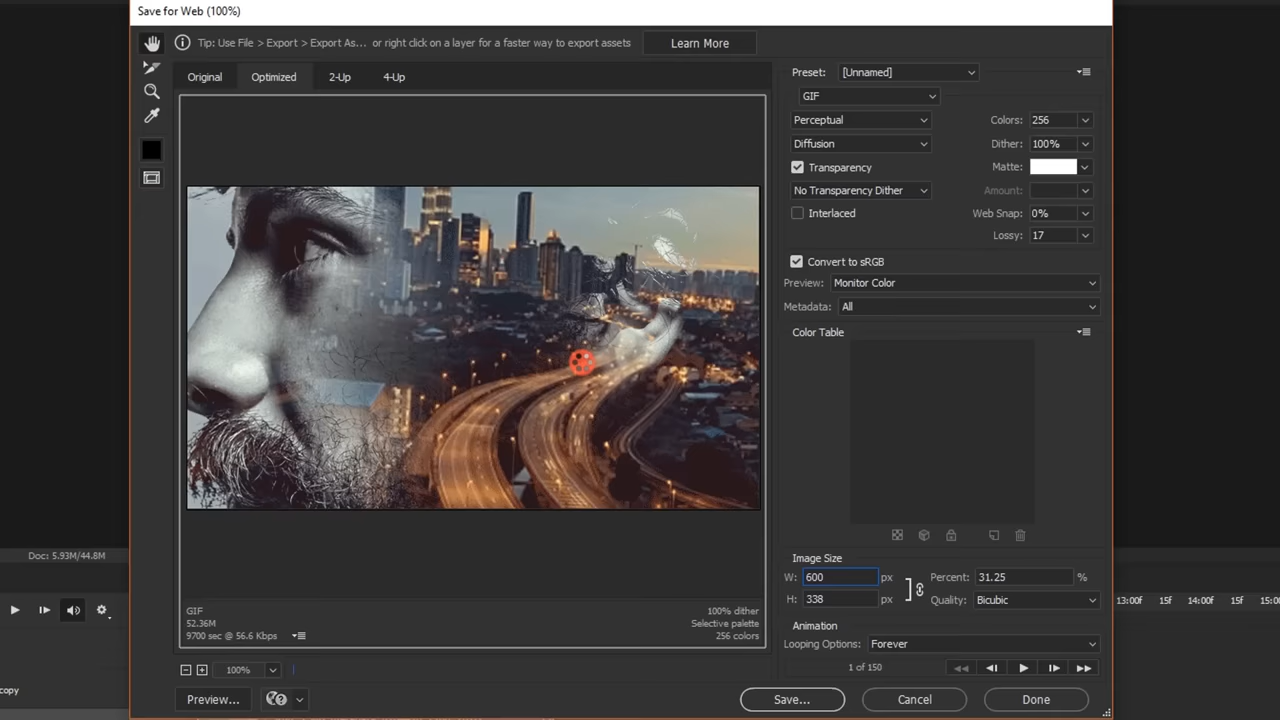 Save for Web (100%)
Tip: Use File > Export > Export As... or right click on a layer for a faster way to export assets
Learn More
Original Optimized 2-Up 4-Up
Preset: [Unnamed]
GIF
Perceptual Colors: 256
Diffusion Dither: 100%
Transparency Matte:
No Transparency Dither Amount:
Interlaced Web Snap: 0%
Lossy: 17
Convert to sRGB
Preview: Monitor Color
Metadata: All
Color Table
Image Size
W: 600 px Percent: 31.25 %
H: 338 px Quality: Bicubic
Animation
Looping Options: Forever
1 of 150
GIF 100% dither
52.36M Selective palette
9700 sec @ 56.6 Kbps 256 colors
100%
Preview... Save... Cancel Done
Doc: 5.93M/44.8M
13:00f 15f 14:00f 15f 15:00
copy